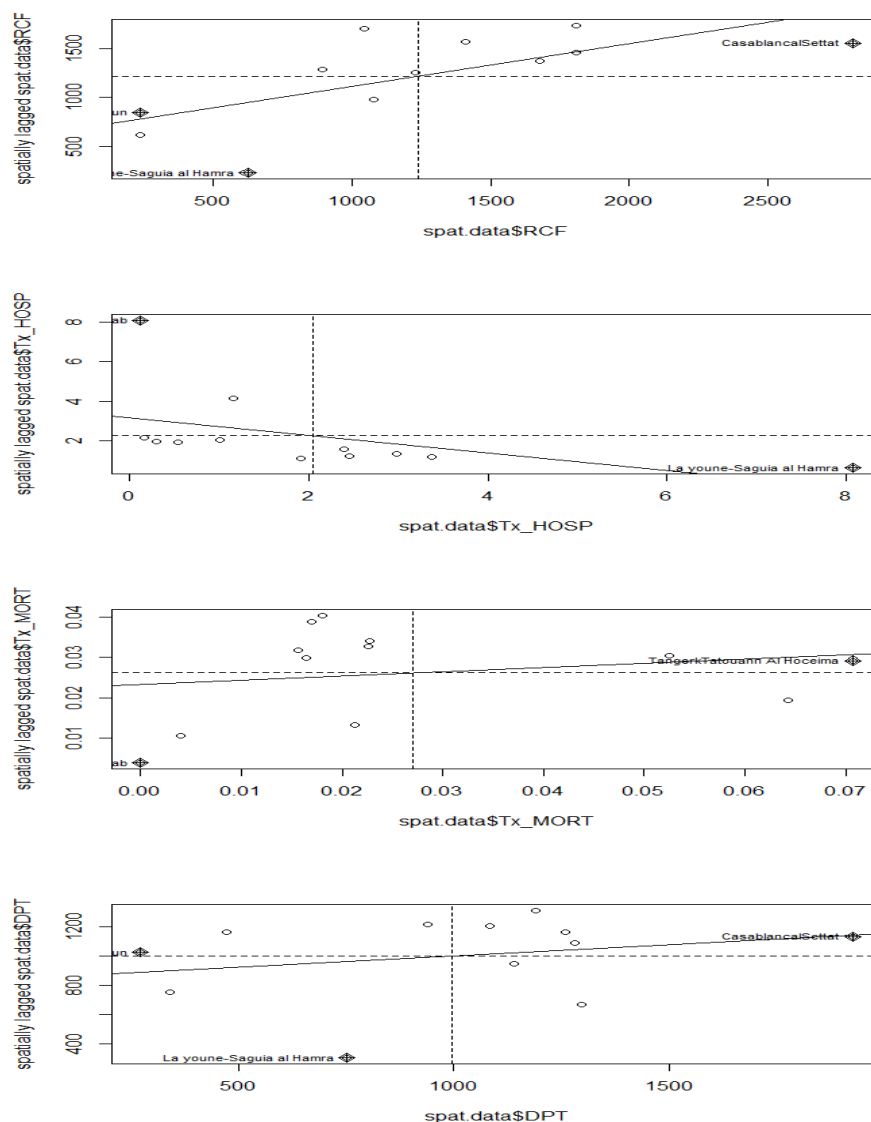 spatially lagged spat.data$RCF
500 1000 1500
CasablancalSettat
un
ne-Saguia al Hamra
500 1000 1500 2000 2500
spat.data$RCF
spatially lagged spat.data$Tx_HOSP
2 4 6 8
ab
La youne-Saguia al Hamra
0 2 4 6 8
spat.data$Tx_HOSP
spatially lagged spat.data$Tx_MORT
0.01 0.02 0.03 0.04
TangerkTatouann Al Hoceima
ab
0.00 0.01 0.02 0.03 0.04 0.05 0.06 0.07
spat.data$Tx_MORT
spatially lagged spat.data$DPT
400 800 1200
CasablancalSettat
un
La youne-Saguia al Hamra
500 1000 1500
spat.data$DPT